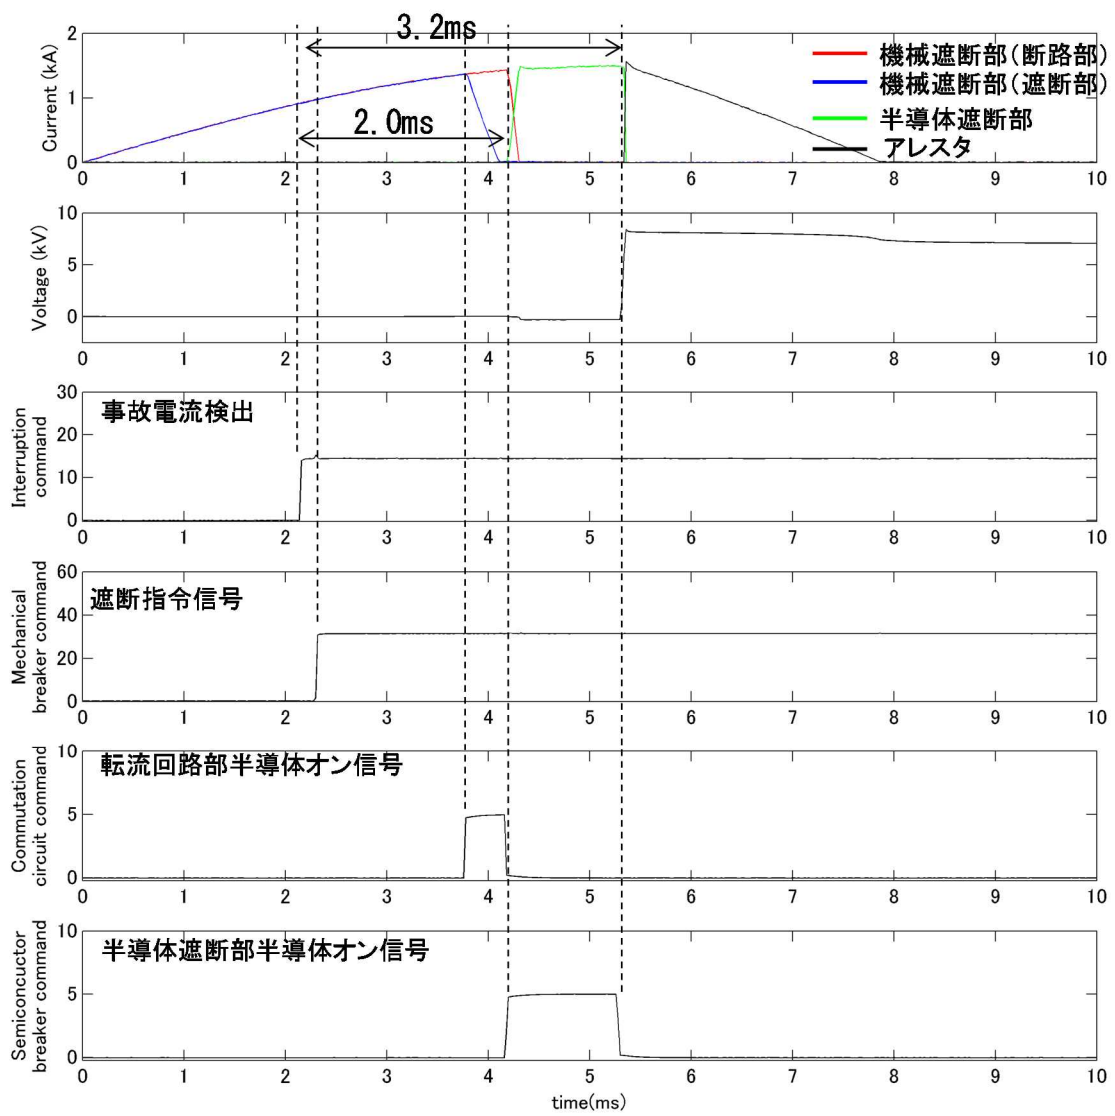 3.2ms
2.0ms
機械遮断部(断路部)
機械遮断部(遮断部)
半導体遮断部
アレスタ
Current (kA)
2
1
0
0 1 2 3 4 5 6 7 8 9 10
Voltage (kV)
10
5
0
0 1 2 3 4 5 6 7 8 9 10
事故電流検出
Interruption
command
30
20
10
0
0 1 2 3 4 5 6 7 8 9 10
遮断指令信号
Mechanical
breaker command
60
40
20
0
0 1 2 3 4 5 6 7 8 9 10
転流回路部半導体オン信号
Commutation
circuit command
10
5
0
0 1 2 3 4 5 6 7 8 9 10
半導体遮断部半導体オン信号
Semiconcuctor
breaker command
10
5
0
0 1 2 3 4 5 6 7 8 9 10
time(ms)